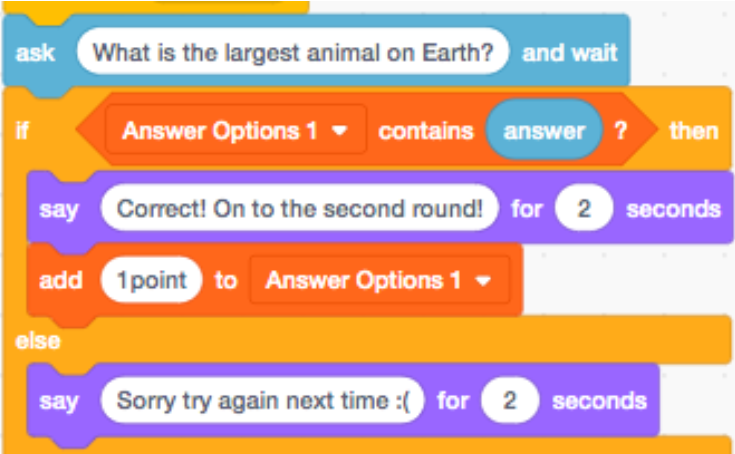 ask What is the largest animal on Earth? and wait
if Answer Options 1 contains answer ? then
say Correct! On to the second round! for 2 seconds
add 1point to Answer Options 1
else
say Sorry try again next time :( for 2 seconds